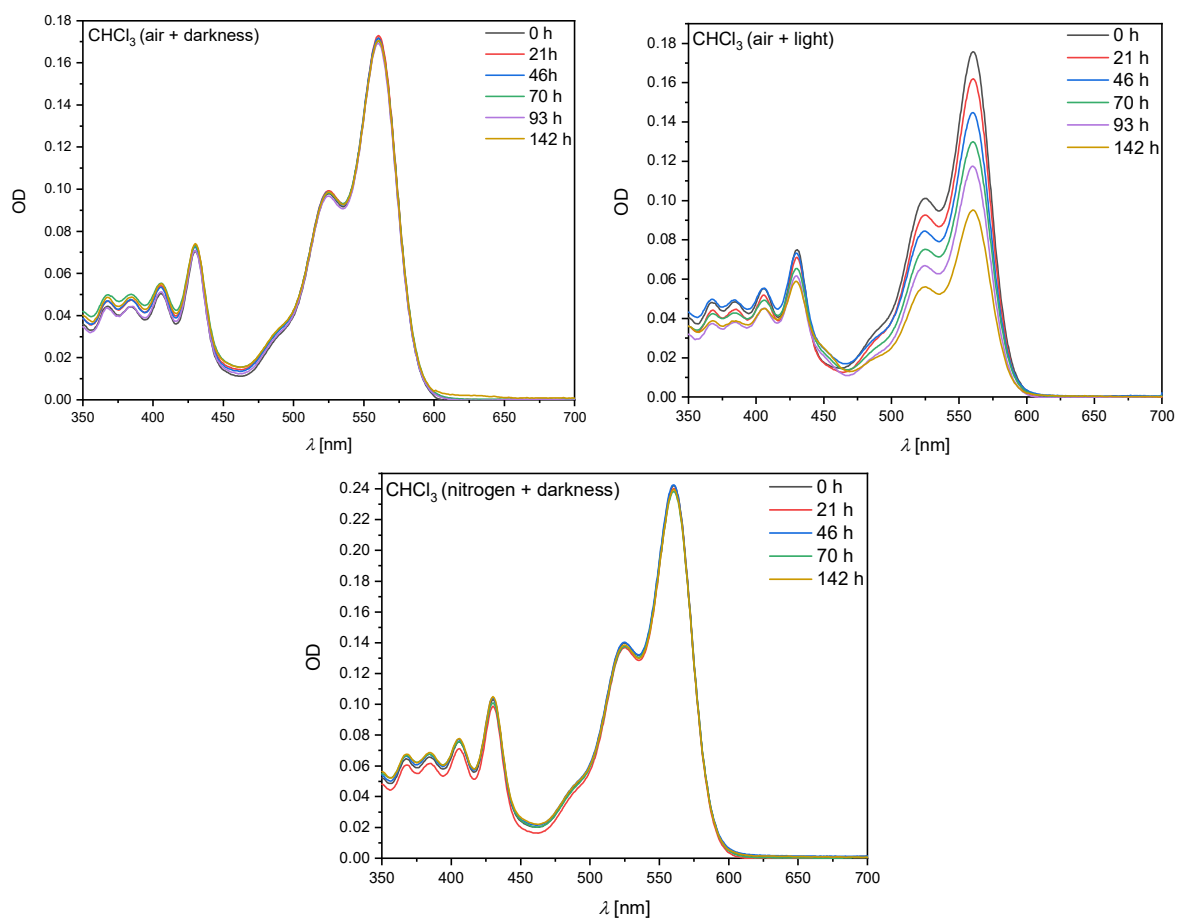 CHCl₃ (air + darkness)
0 h
21h
46h
70 h
93 h
142 h
OD
0.18
0.16
0.14
0.12
0.10
0.08
0.06
0.04
0.02
0.00
350 400 450 500 550 600 650 700
λ [nm]
CHCl₃ (air + light)
0 h
21 h
46 h
70 h
93 h
142 h
OD
0.18
0.16
0.14
0.12
0.10
0.08
0.06
0.04
0.02
0.00
350 400 450 500 550 600 650 700
λ [nm]
CHCl₃ (nitrogen + darkness)
0 h
21 h
46 h
70 h
142 h
OD
0.24
0.22
0.20
0.18
0.16
0.14
0.12
0.10
0.08
0.06
0.04
0.02
0.00
350 400 450 500 550 600 650 700
λ [nm]